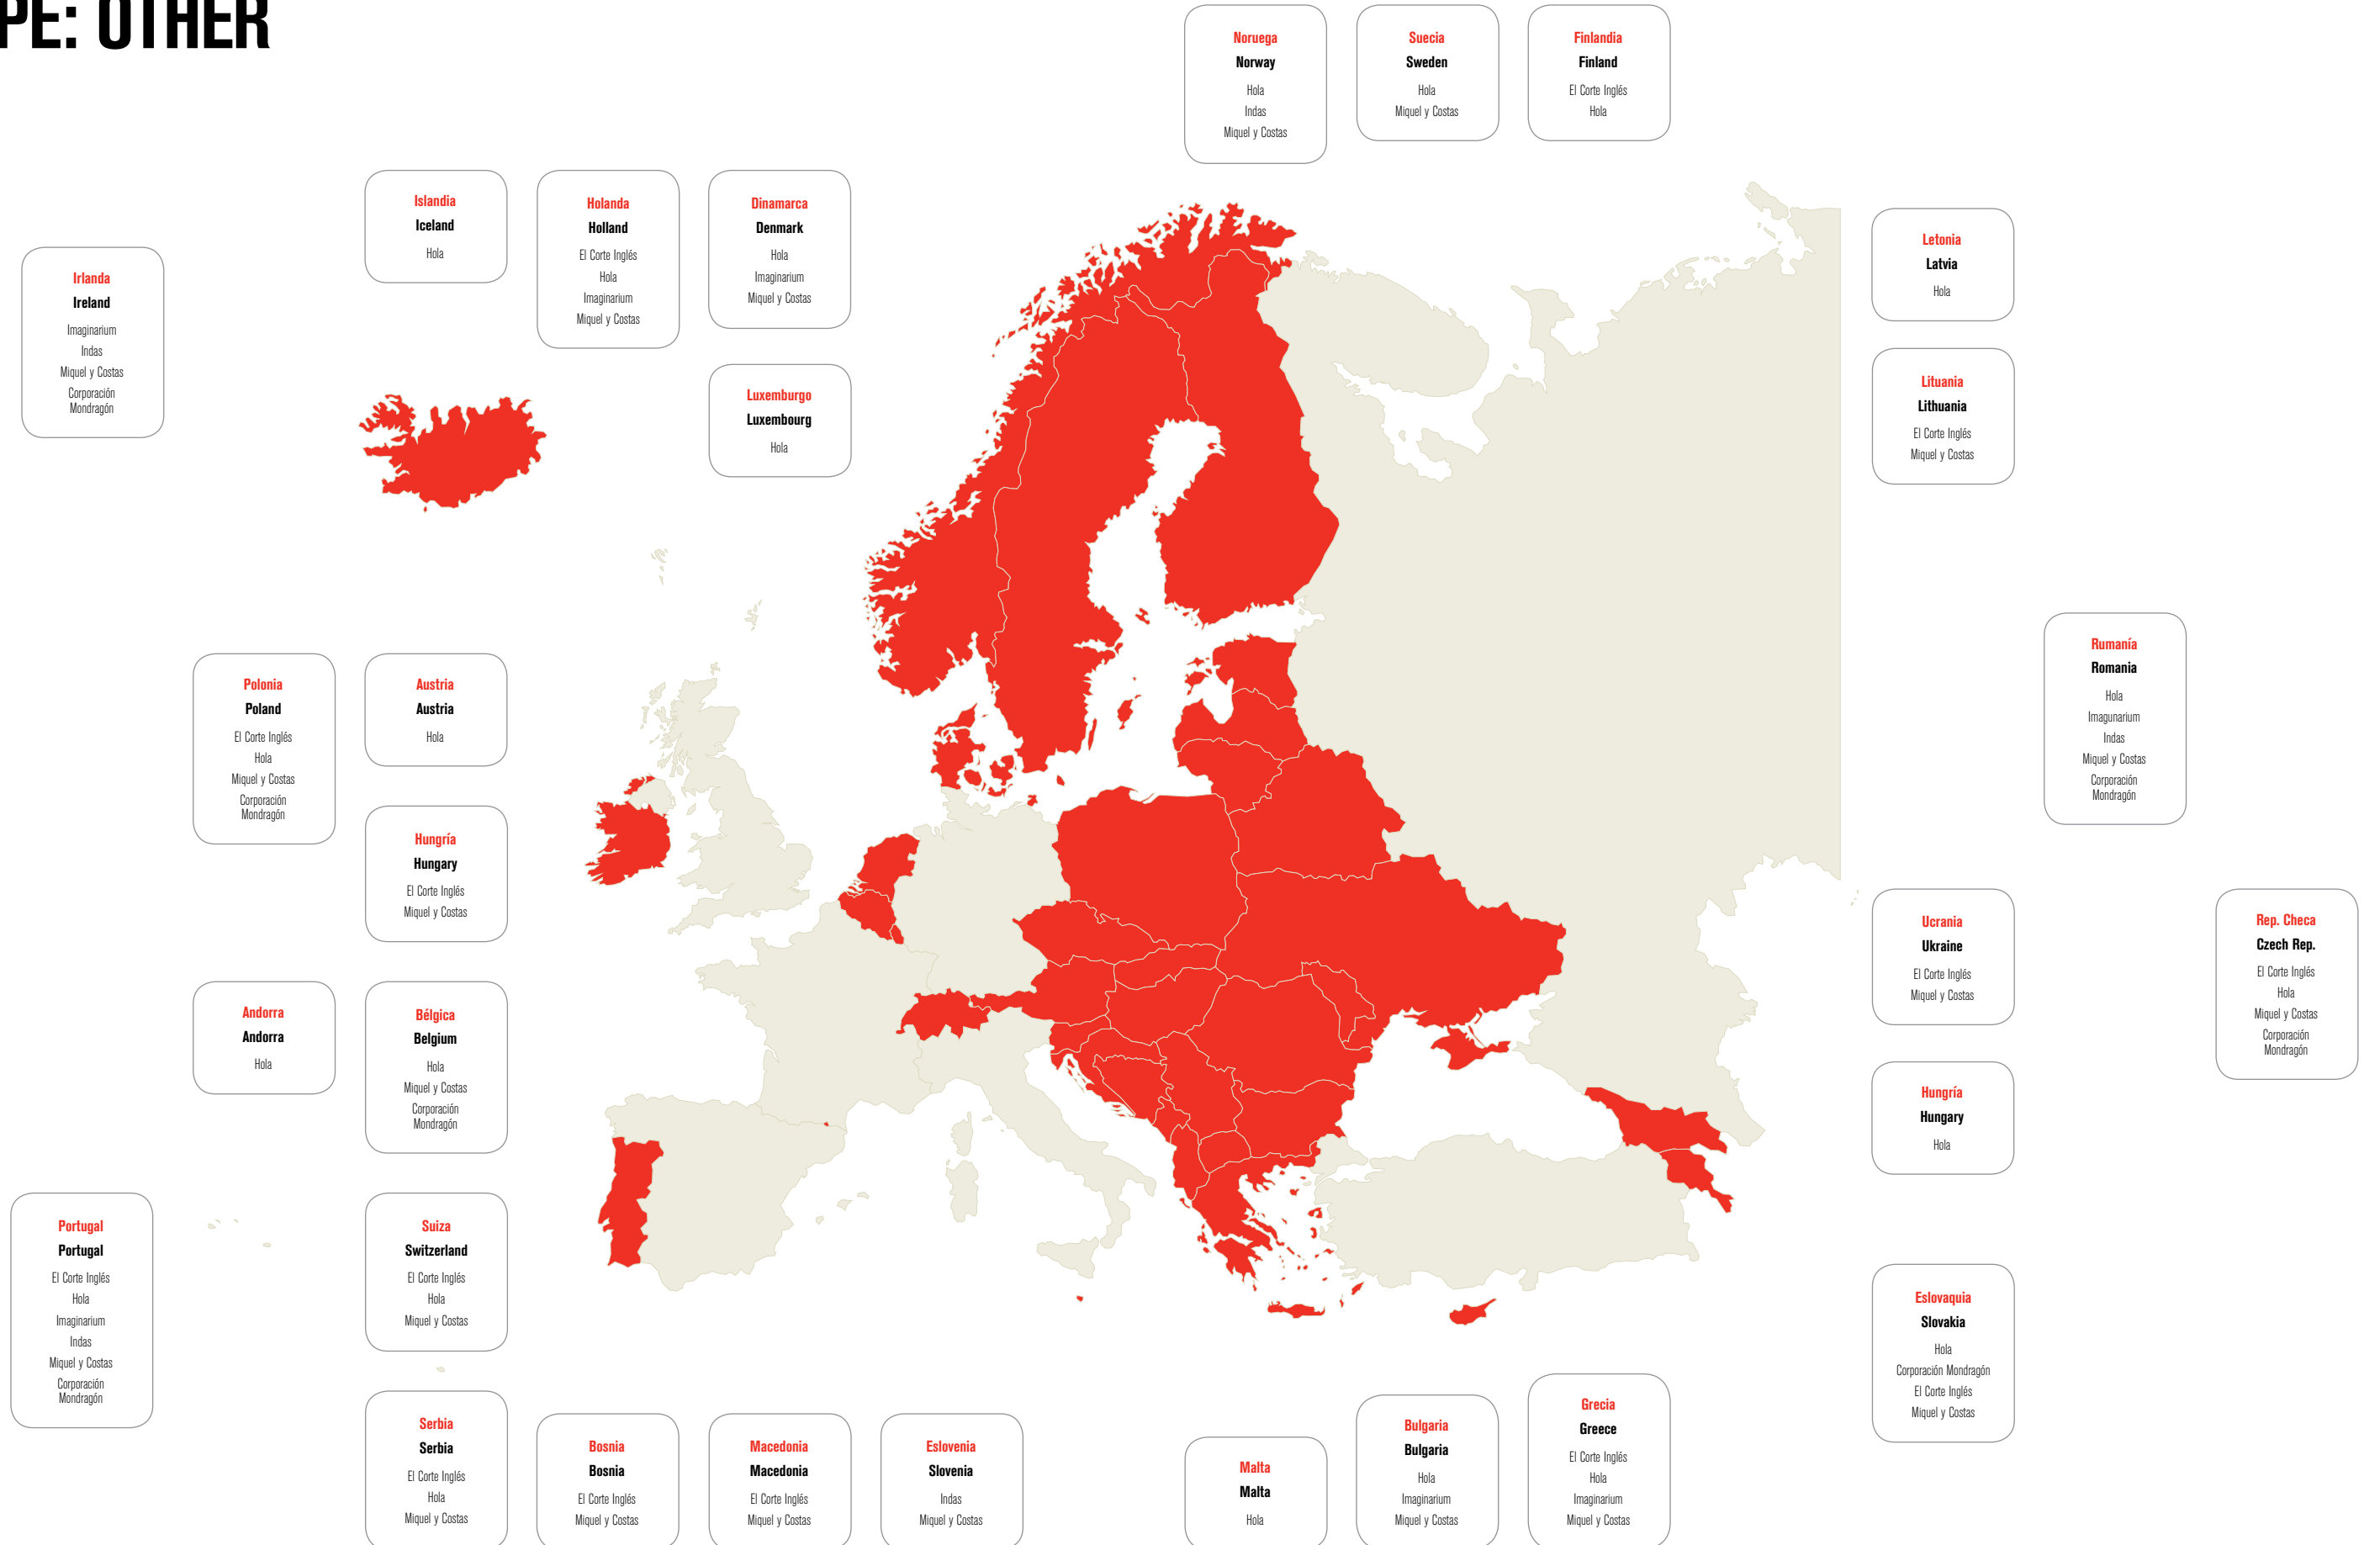 PE: OTHER
Noruega
Norway
Hola
Indas
Miquel y Costas
Suecia
Sweden
Hola
Miquel y Costas
Finlandia
Finland
El Corte Inglés
Hola
Islandia
Iceland
Hola
Holanda
Holland
El Corte Inglés
Hola
Imaginarium
Miquel y Costas
Dinamarca
Denmark
Hola
Imaginarium
Miquel y Costas
Letonia
Latvia
Hola
Irlanda
Ireland
Imaginarium
Indas
Miquel y Costas
Corporación
Mondragón
Lituania
Lithuania
El Corte Inglés
Miquel y Costas
Luxemburgo
Luxembourg
Hola
Rumanía
Romania
Hola
Imagunarium
Indas
Miquel y Costas
Corporación
Mondragón
Polonia
Poland
El Corte Inglés
Hola
Miquel y Costas
Corporación
Mondragón
Austria
Austria
Hola
Hungría
Hungary
El Corte Inglés
Miquel y Costas
Ucrania
Ukraine
El Corte Inglés
Miquel y Costas
Rep. Checa
Czech Rep.
El Corte Inglés
Hola
Miquel y Costas
Corporación
Mondragón
Andorra
Andorra
Hola
Bélgica
Belgium
Hola
Miquel y Costas
Corporación
Mondragón
Hungría
Hungary
Hola
Portugal
Portugal
El Corte Inglés
Hola
Imaginarium
Indas
Miquel y Costas
Corporación
Mondragón
Suiza
Switzerland
El Corte Inglés
Hola
Miquel y Costas
Eslovaquia
Slovakia
Hola
Corporación Mondragón
El Corte Inglés
Miquel y Costas
Serbia
Serbia
El Corte Inglés
Hola
Miquel y Costas
Bosnia
Bosnia
El Corte Inglés
Miquel y Costas
Macedonia
Macedonia
El Corte Inglés
Miquel y Costas
Eslovenia
Slovenia
Indas
Miquel y Costas
Malta
Malta
Hola
Bulgaria
Bulgaria
Hola
Imaginarium
Miquel y Costas
Grecia
Greece
El Corte Inglés
Hola
Imaginarium
Miquel y Costas